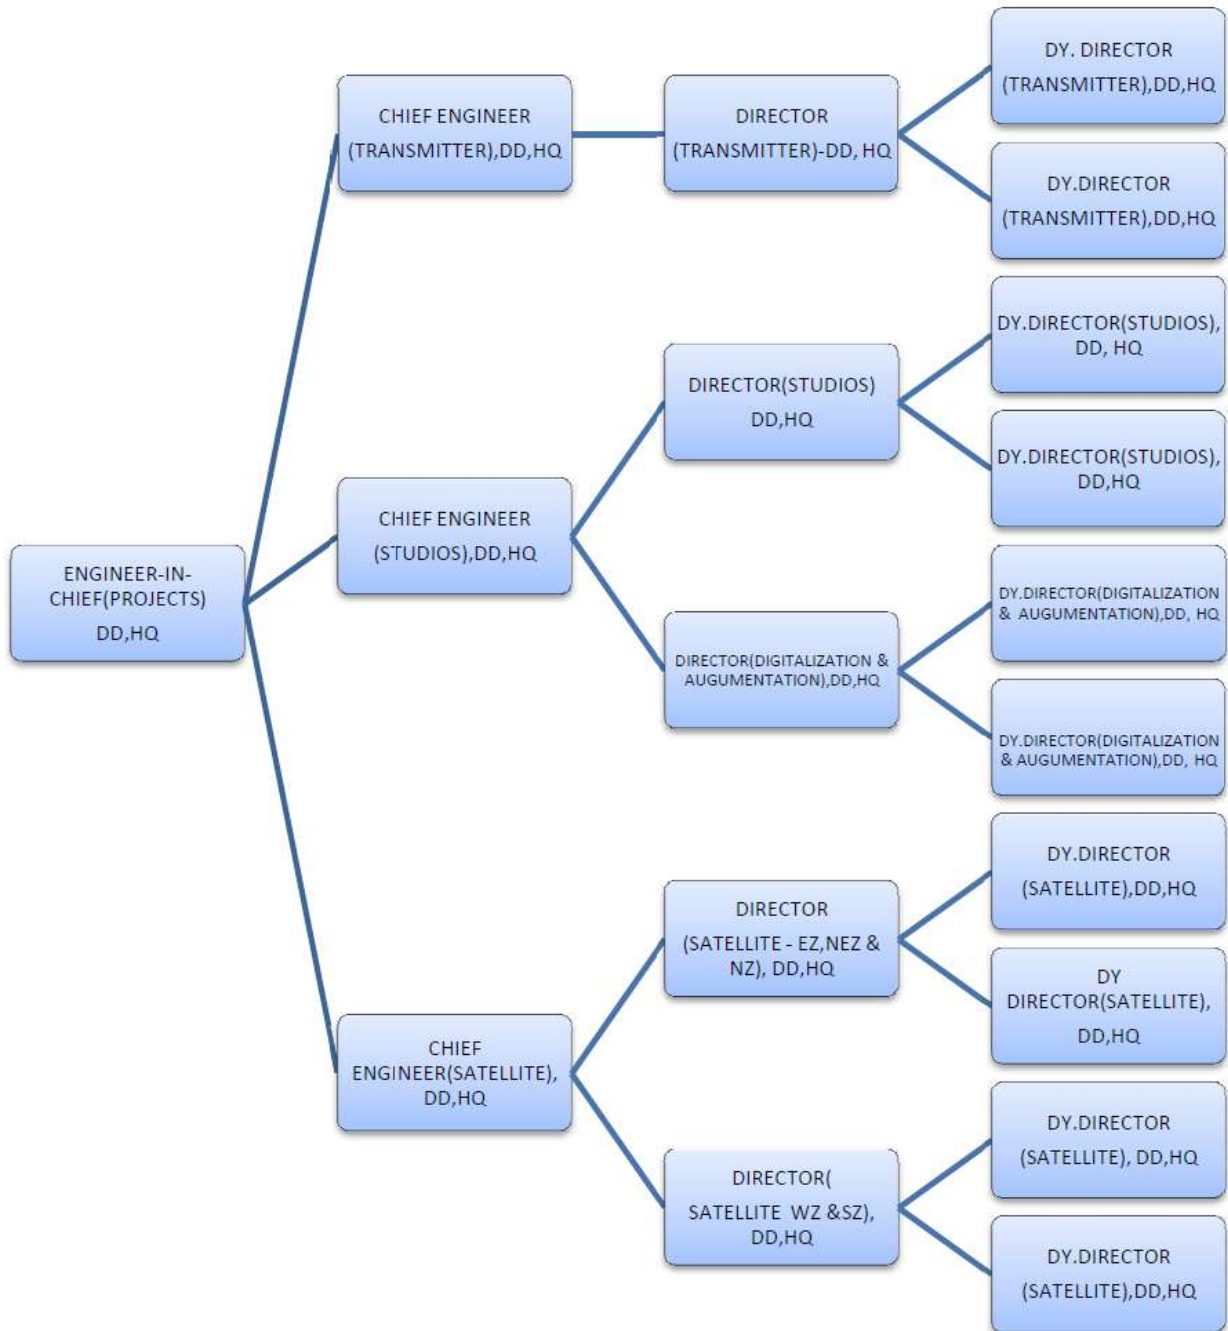 ENGINEER-IN-
CHIEF(PROJECTS)
DD,HQ
CHIEF ENGINEER
(TRANSMITTER),DD,HQ
DIRECTOR
(TRANSMITTER)-DD, HQ
DY. DIRECTOR
(TRANSMITTER),DD,HQ
DY.DIRECTOR
(TRANSMITTER),DD,HQ
CHIEF ENGINEER
(STUDIOS),DD,HQ
DIRECTOR(STUDIOS)
DD,HQ
DY.DIRECTOR(STUDIOS),
DD, HQ
DY.DIRECTOR(STUDIOS),
DD,HQ
DIRECTOR(DIGITALIZATION &
AUGUMENTATION),DD,HQ
DY.DIRECTOR(DIGITALIZATION
& AUGUMENTATION),DD, HQ
DY.DIRECTOR(DIGITALIZATION
& AUGUMENTATION),DD, HQ
CHIEF
ENGINEER(SATELLITE),
DD,HQ
DIRECTOR
(SATELLITE - EZ,NEZ &
NZ), DD,HQ
DY.DIRECTOR
(SATELLITE),DD,HQ
DY
DIRECTOR(SATELLITE),
DD,HQ
DIRECTOR(
SATELLITE WZ &SZ),
DD,HQ
DY.DIRECTOR
(SATELLITE), DD,HQ
DY.DIRECTOR
(SATELLITE),DD,HQ